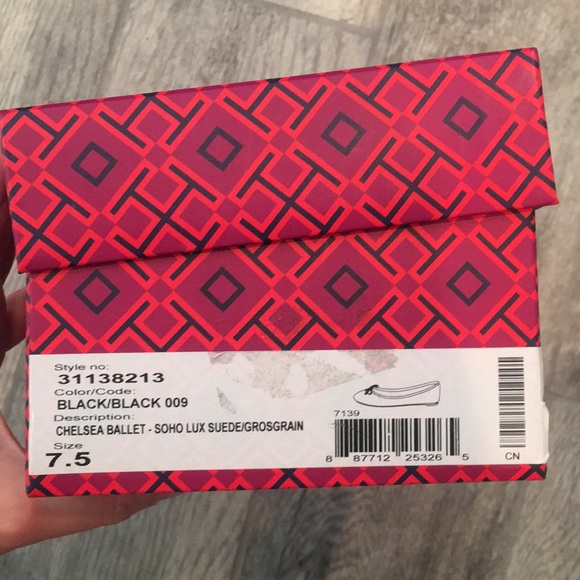 Style no:
31138213
Color/Code:
BLACK/BLACK 009
Description:
CHELSEA BALLET - SOHO LUX SUEDE/GROSGRAIN
Size
7.5
7139
8 87712 25326 5
CN